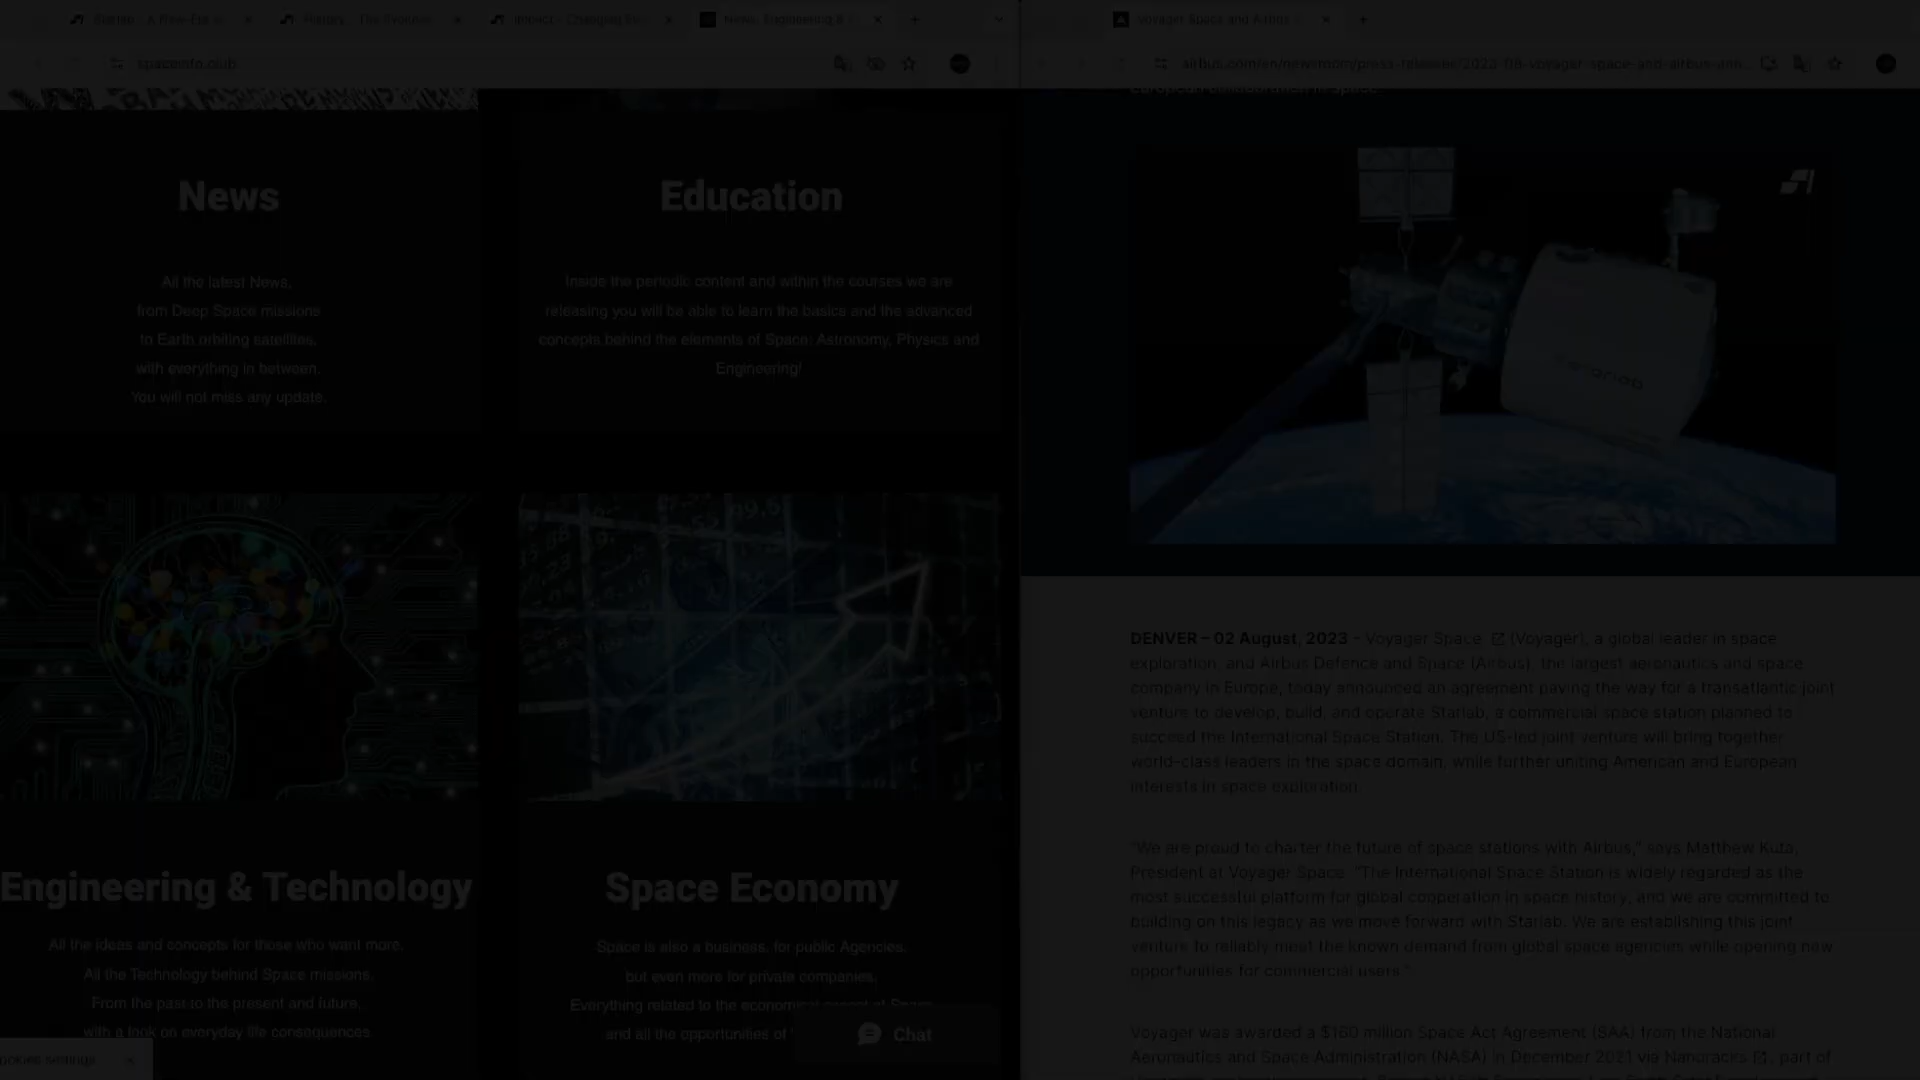 Starlab - A New Era
History - The Evolution
Impact - Changing
News, Engineering &
Voyager Space and Airbus
spaceinfo.club
airbus.com/en/newsroom/press-releases/2023-08-voyager-space-and-airbus-ann...
European collaboration in Space.
News
All the latest News,
from Deep Space missions
to Earth orbiting satellites,
with everything in between.
You will not miss any update.
Education
Inside the periodic content and within the courses we are
releasing you will be able to learn the basics and the advanced
concepts behind the elements of Space: Astronomy, Physics and
Engineering!
Engineering & Technology
All the ideas and concepts for those who want more.
All the Technology behind Space missions.
From the past to the present and future,
with a look on everyday life consequences
Space Economy
Space is also a business, for public Agencies,
but even more for private companies.
Everything related to the economical aspect of Space
and all the opportunities of
Chat
ookies settings
DENVER – 02 August, 2023 – Voyager Space (Voyager), a global leader in space
exploration, and Airbus Defence and Space (Airbus), the largest aeronautics and space
company in Europe, today announced an agreement paving the way for a transatlantic joint
venture to develop, build, and operate Starlab, a commercial space station planned to
succeed the International Space Station. The US-led joint venture will bring together
world-class leaders in the space domain, while further uniting American and European
interests in space exploration.
"We are proud to charter the future of space stations with Airbus," says Matthew Kuta,
President at Voyager Space. "The International Space Station is widely regarded as the
most successful platform for global cooperation in space history, and we are committed to
building on this legacy as we move forward with Starlab. We are establishing this joint
venture to reliably meet the known demand from global space agencies while opening new
opportunities for commercial users."
Voyager was awarded a $160 million Space Act Agreement (SAA) from the National
Aeronautics and Space Administration (NASA) in December 2021 via Nanoracks, part of